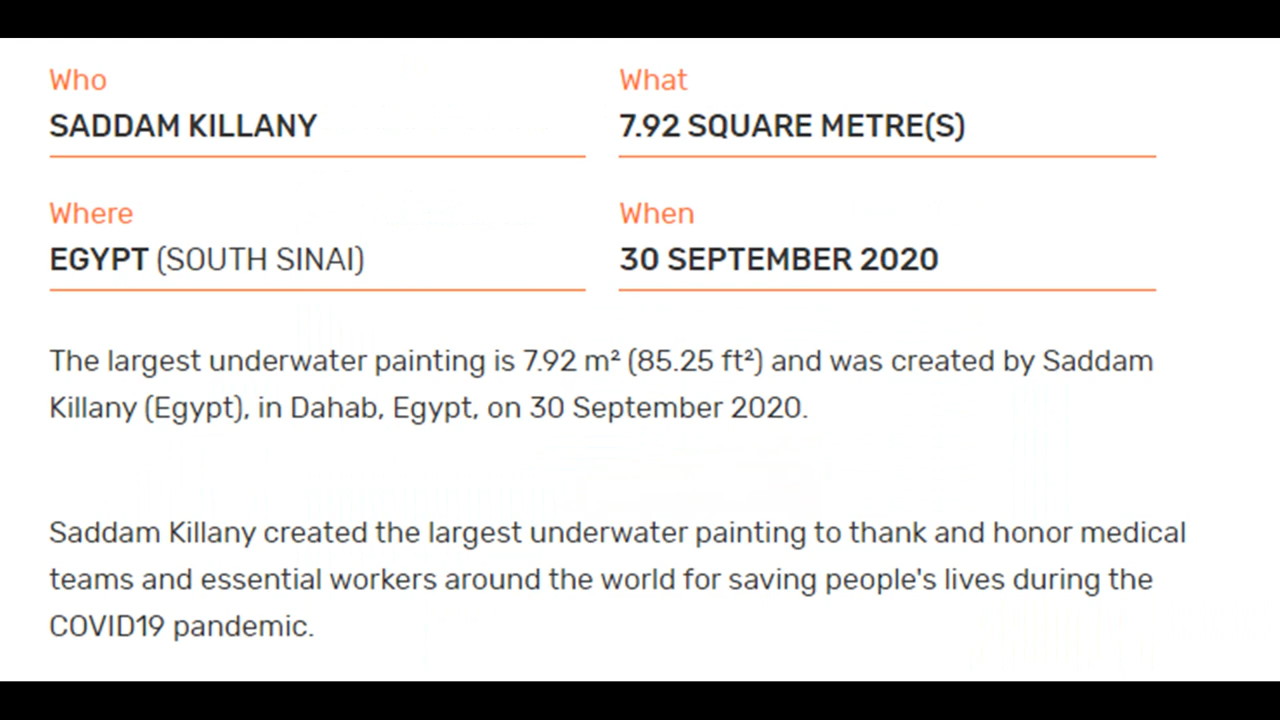 Who
SADDAM KILLANY
What
7.92 SQUARE METRE(S)
Where
EGYPT (SOUTH SINAI)
When
30 SEPTEMBER 2020
The largest underwater painting is 7.92 m² (85.25 ft²) and was created by Saddam
Killany (Egypt), in Dahab, Egypt, on 30 September 2020.
Saddam Killany created the largest underwater painting to thank and honor medical
teams and essential workers around the world for saving people's lives during the
COVID19 pandemic.